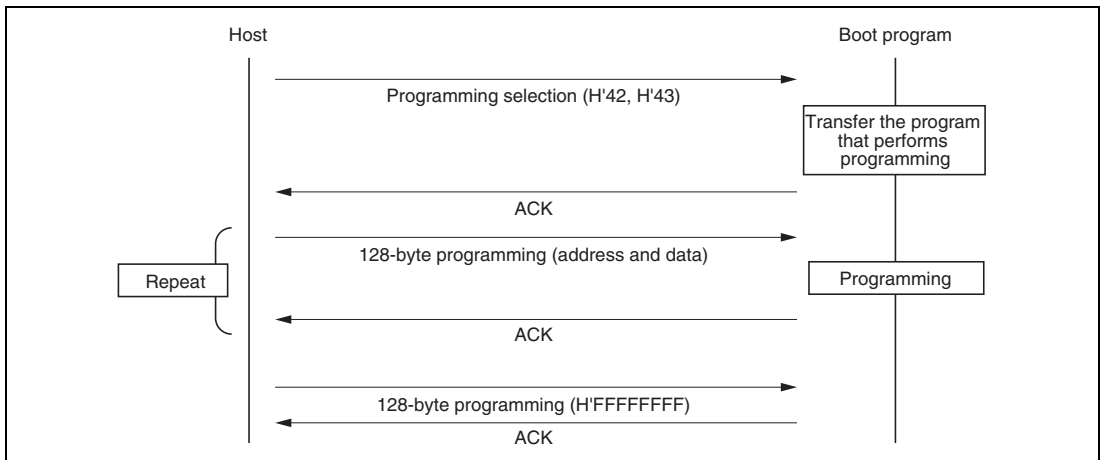 Host
Boot program
Programming selection (H'42, H'43)
Transfer the program
that performs
programming
ACK
128-byte programming (address and data)
Repeat
Programming
ACK
128-byte programming (H'FFFFFFFF)
ACK